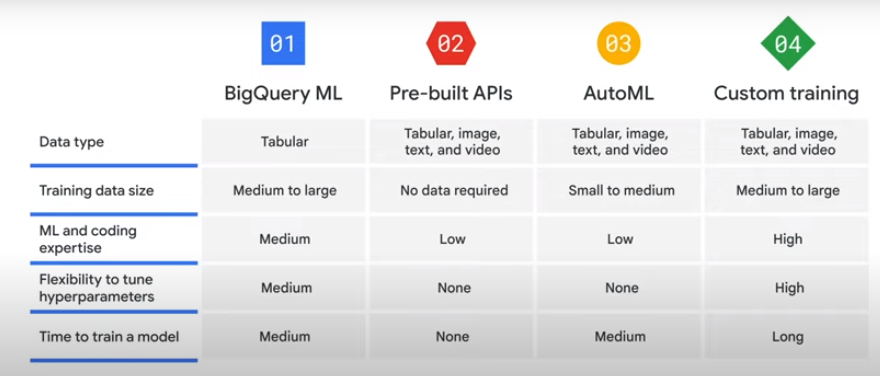 01 02 03 04
BigQuery ML Pre-built APIs AutoML Custom training
Data type Tabular Tabular, image, Tabular, image, Tabular, image,
text, and video text, and video text, and video
Training data size Medium to large No data required Small to medium Medium to large
ML and coding
expertise Medium Low Low High
Flexibility to tune
hyperparameters Medium None None High
Time to train a model Medium None Medium Long